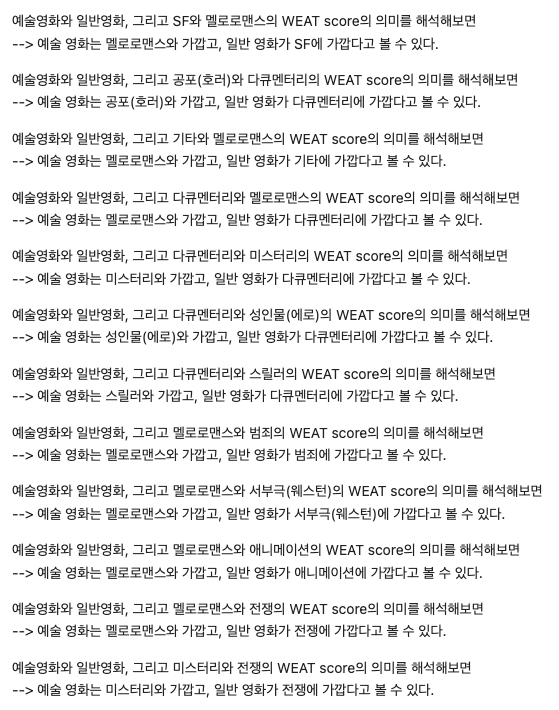 예술영화와 일반영화, 그리고 SF와 멜로로맨스의 WEAT score의 의미를 해석해보면
--> 예술 영화는 멜로로맨스와 가깝고, 일반 영화가 SF에 가깝다고 볼 수 있다.
예술영화와 일반영화, 그리고 공포(호러)와 다큐멘터리의 WEAT score의 의미를 해석해보면
--> 예술 영화는 공포(호러)와 가깝고, 일반 영화가 다큐멘터리에 가깝다고 볼 수 있다.
예술영화와 일반영화, 그리고 기타와 멜로로맨스의 WEAT score의 의미를 해석해보면
--> 예술 영화는 멜로로맨스와 가깝고, 일반 영화가 기타에 가깝다고 볼 수 있다.
예술영화와 일반영화, 그리고 다큐멘터리와 멜로로맨스의 WEAT score의 의미를 해석해보면
--> 예술 영화는 멜로로맨스와 가깝고, 일반 영화가 다큐멘터리에 가깝다고 볼 수 있다.
예술영화와 일반영화, 그리고 다큐멘터리와 미스터리의 WEAT score의 의미를 해석해보면
--> 예술 영화는 미스터리와 가깝고, 일반 영화가 다큐멘터리에 가깝다고 볼 수 있다.
예술영화와 일반영화, 그리고 다큐멘터리와 성인물(에로)의 WEAT score의 의미를 해석해보면
--> 예술 영화는 성인물(에로)와 가깝고, 일반 영화가 다큐멘터리에 가깝다고 볼 수 있다.
예술영화와 일반영화, 그리고 다큐멘터리와 스릴러의 WEAT score의 의미를 해석해보면
--> 예술 영화는 스릴러와 가깝고, 일반 영화가 다큐멘터리에 가깝다고 볼 수 있다.
예술영화와 일반영화, 그리고 멜로로맨스와 범죄의 WEAT score의 의미를 해석해보면
--> 예술 영화는 멜로로맨스와 가깝고, 일반 영화가 범죄에 가깝다고 볼 수 있다.
예술영화와 일반영화, 그리고 멜로로맨스와 서부극(웨스턴)의 WEAT score의 의미를 해석해보면
--> 예술 영화는 멜로로맨스와 가깝고, 일반 영화가 서부극(웨스턴)에 가깝다고 볼 수 있다.
예술영화와 일반영화, 그리고 멜로로맨스와 애니메이션의 WEAT score의 의미를 해석해보면
--> 예술 영화는 멜로로맨스와 가깝고, 일반 영화가 애니메이션에 가깝다고 볼 수 있다.
예술영화와 일반영화, 그리고 멜로로맨스와 전쟁의 WEAT score의 의미를 해석해보면
--> 예술 영화는 멜로로맨스와 가깝고, 일반 영화가 전쟁에 가깝다고 볼 수 있다.
예술영화와 일반영화, 그리고 미스터리와 전쟁의 WEAT score의 의미를 해석해보면
--> 예술 영화는 미스터리와 가깝고, 일반 영화가 전쟁에 가깝다고 볼 수 있다.